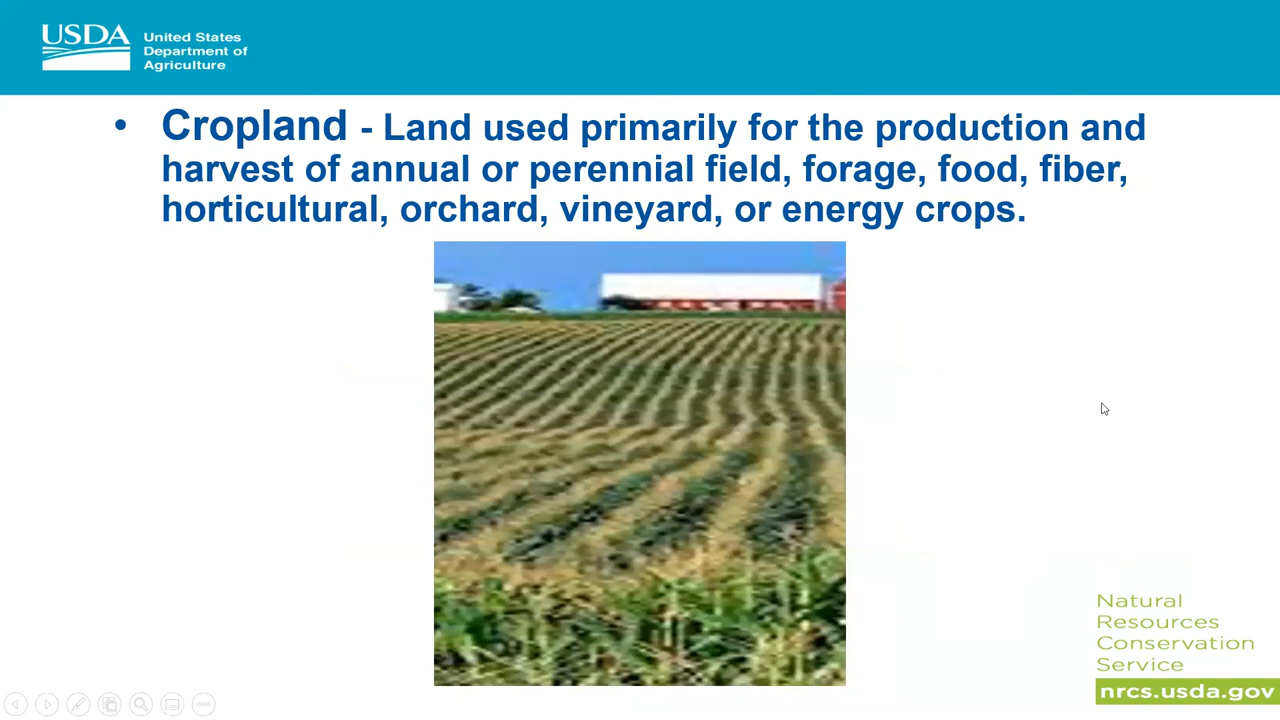 USDA
United States
Department of
Agriculture
• Cropland - Land used primarily for the production and
harvest of annual or perennial field, forage, food, fiber,
horticultural, orchard, vineyard, or energy crops.
Natural
Resources
Conservation
Service
nrcs.usda.gov